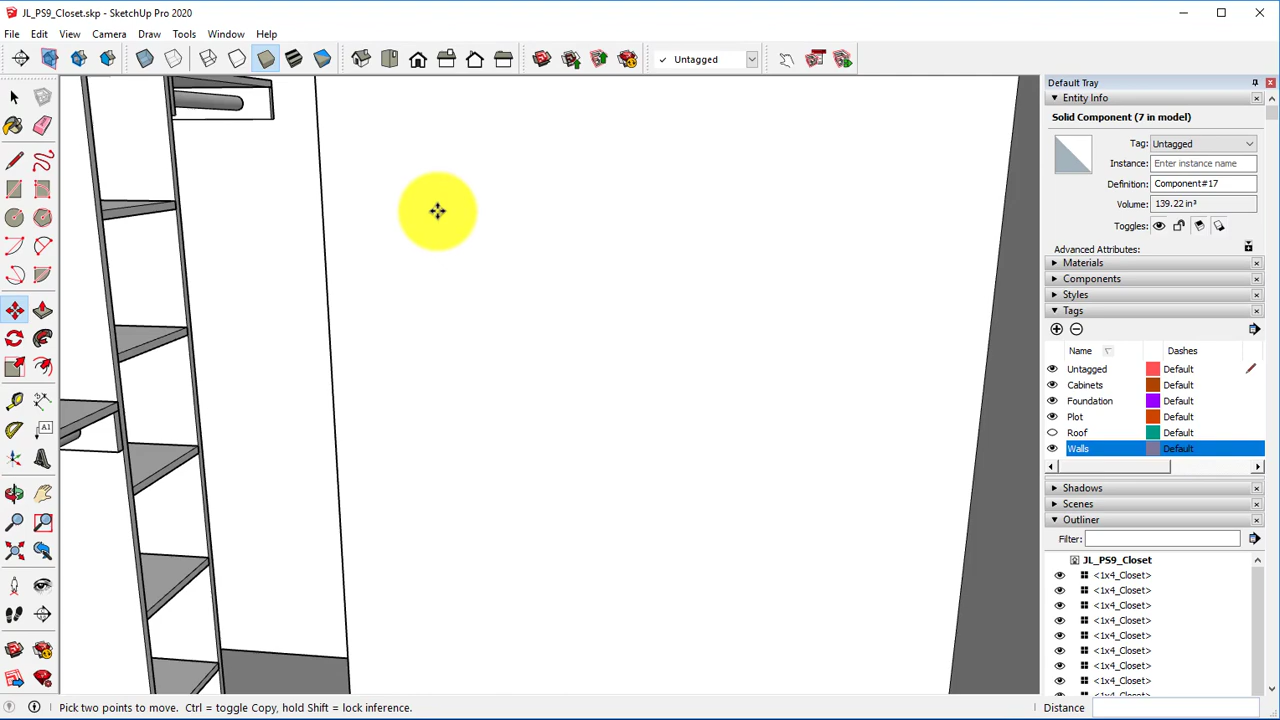 JL_PS9_Closet.skp - SketchUp Pro 2020
File Edit View Camera Draw Tools Window Help
✓ Untagged
Default Tray
Entity Info
Solid Component (7 in model)
Tag: Untagged
Instance: Enter instance name
Definition: Component#17
Volume: 139.22 in³
Toggles:
Advanced Attributes:
Materials
Components
Styles
Tags
Name Dashes
Untagged Default
Cabinets Default
Foundation Default
Plot Default
Roof Default
Walls Default
Shadows
Scenes
Outliner
Filter:
JL_PS9_Closet
<1x4_Closet>
<1x4_Closet>
<1x4_Closet>
<1x4_Closet>
<1x4_Closet>
<1x4_Closet>
<1x4_Closet>
<1x4_Closet>
A1
Pick two points to move. Ctrl = toggle Copy, hold Shift = lock inference.
Distance